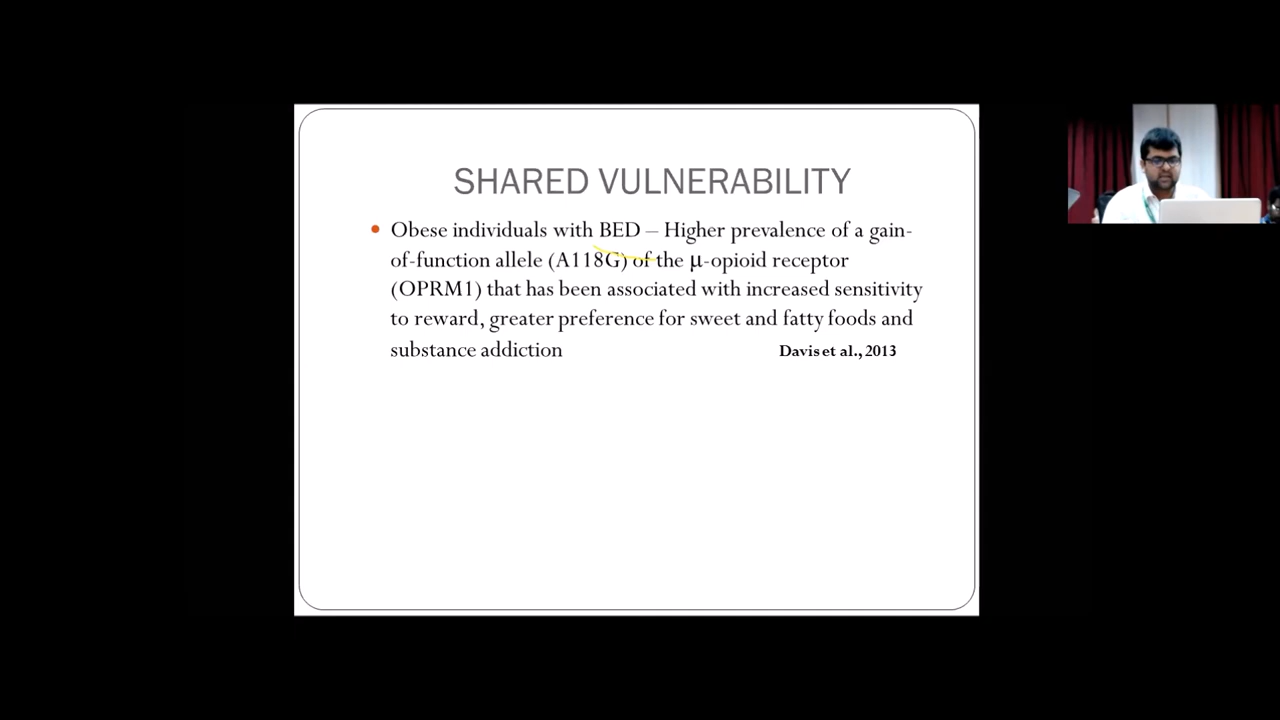 SHARED VULNERABILITY
• Obese individuals with BED – Higher prevalence of a gain-
of-function allele (A118G) of the μ-opioid receptor
(OPRM1) that has been associated with increased sensitivity
to reward, greater preference for sweet and fatty foods and
substance addiction Davis et al., 2013